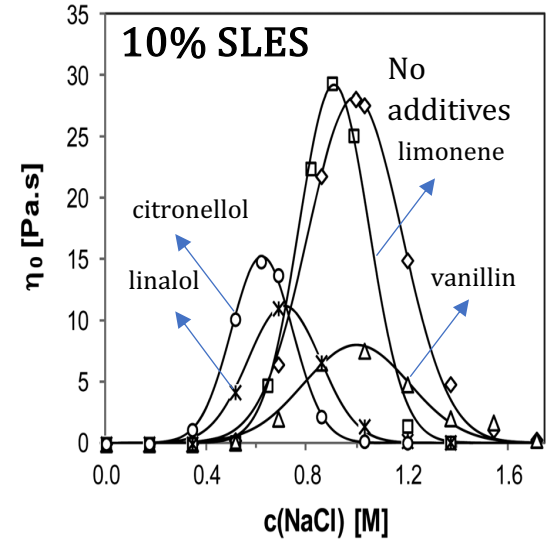 35
30
25
20
15
10
5
0
η₀ [Pa.s]
10% SLES
No
additives
limonene
citronellol
linalol
vanillin
0.0 0.4 0.8 1.2 1.6
c(NaCl) [M]